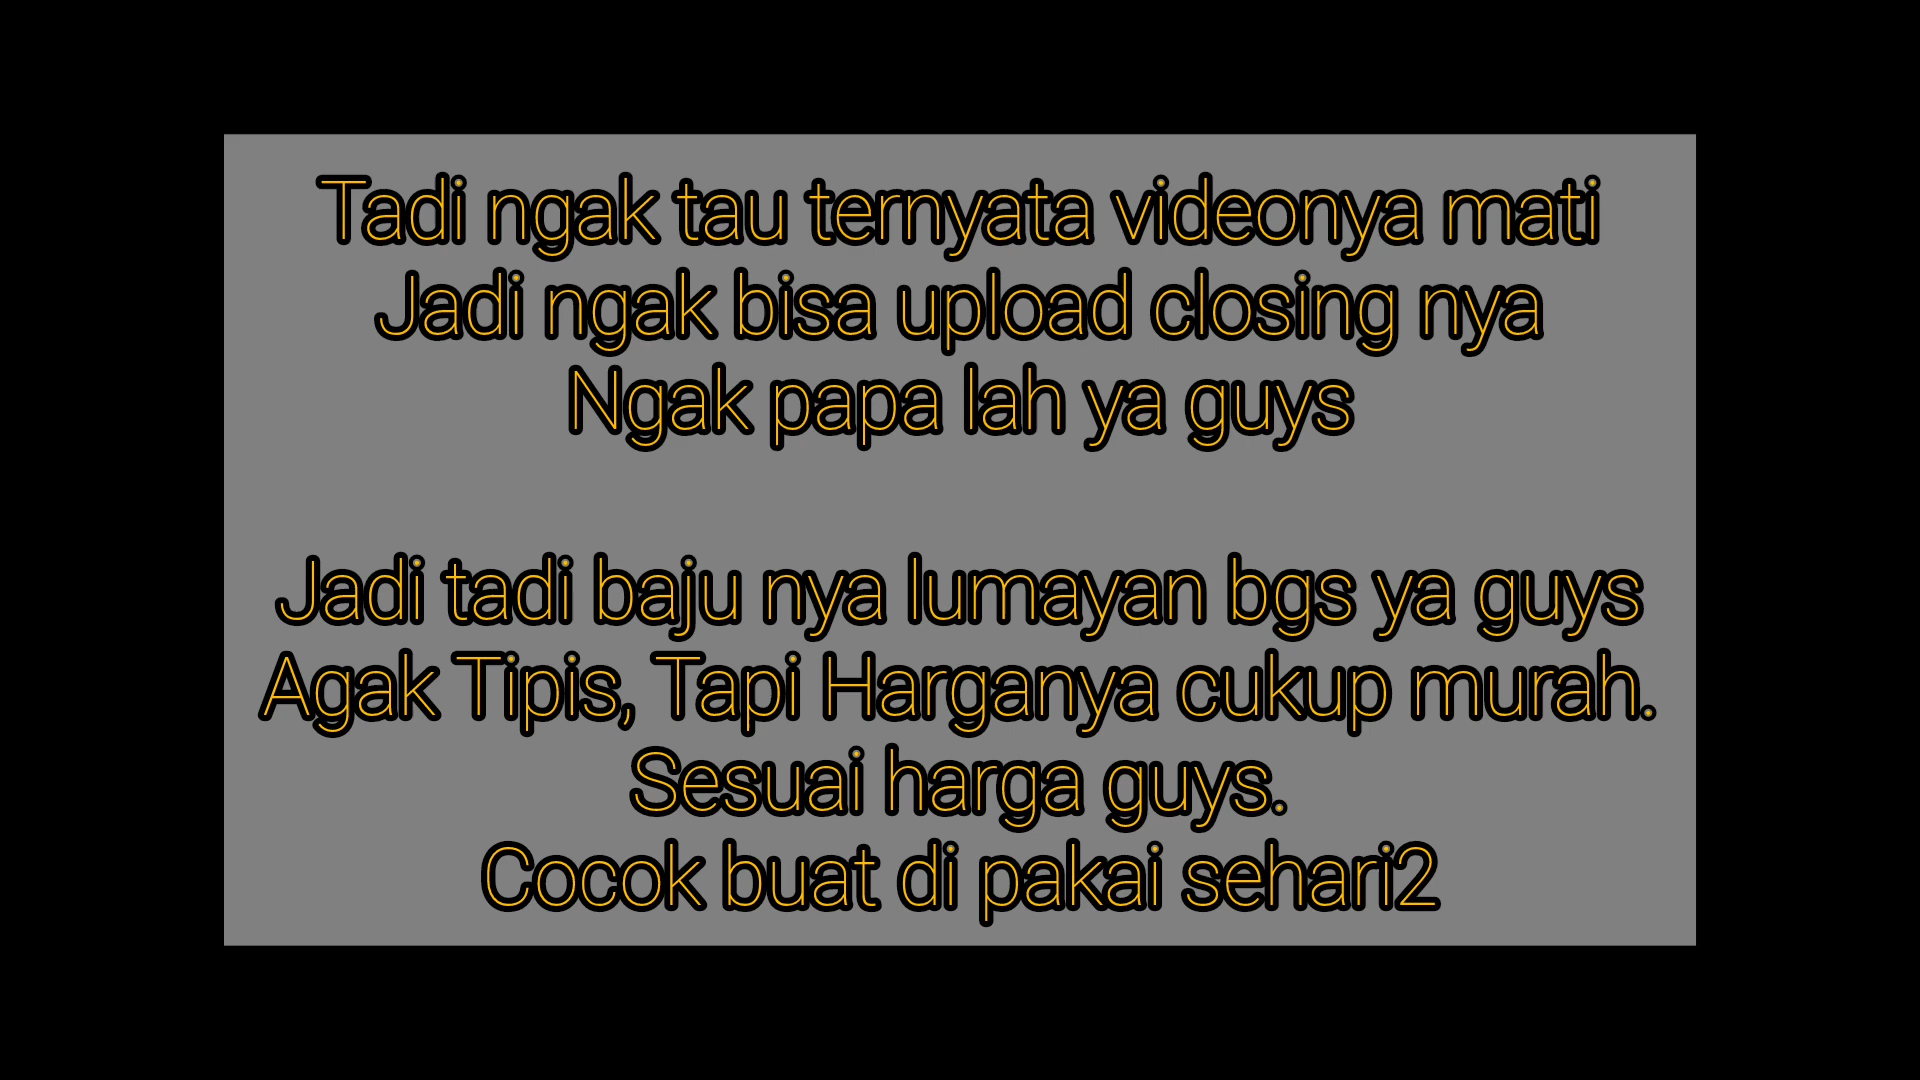 Tadi ngak tau ternyata videonya mati
Jadi ngak bisa upload closing nya
Ngak papa lah ya guys
Jadi tadi baju nya lumayan bgs ya guys
Agak Tipis, Tapi Harganya cukup murah.
Sesuai harga guys.
Cocok buat di pakai sehari2